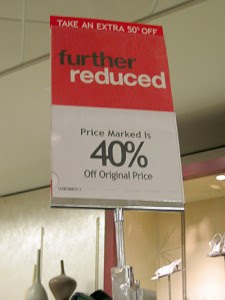 TAKE AN EXTRA 50% OFF
further
reduced
Price Marked Is
40%
Off Original Price